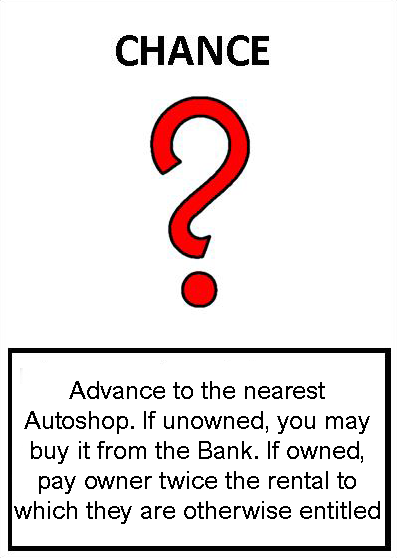 CHANCE
?
Advance to the nearest
Autoshop. If unowned, you may
buy it from the Bank. If owned,
pay owner twice the rental to
which they are otherwise entitled